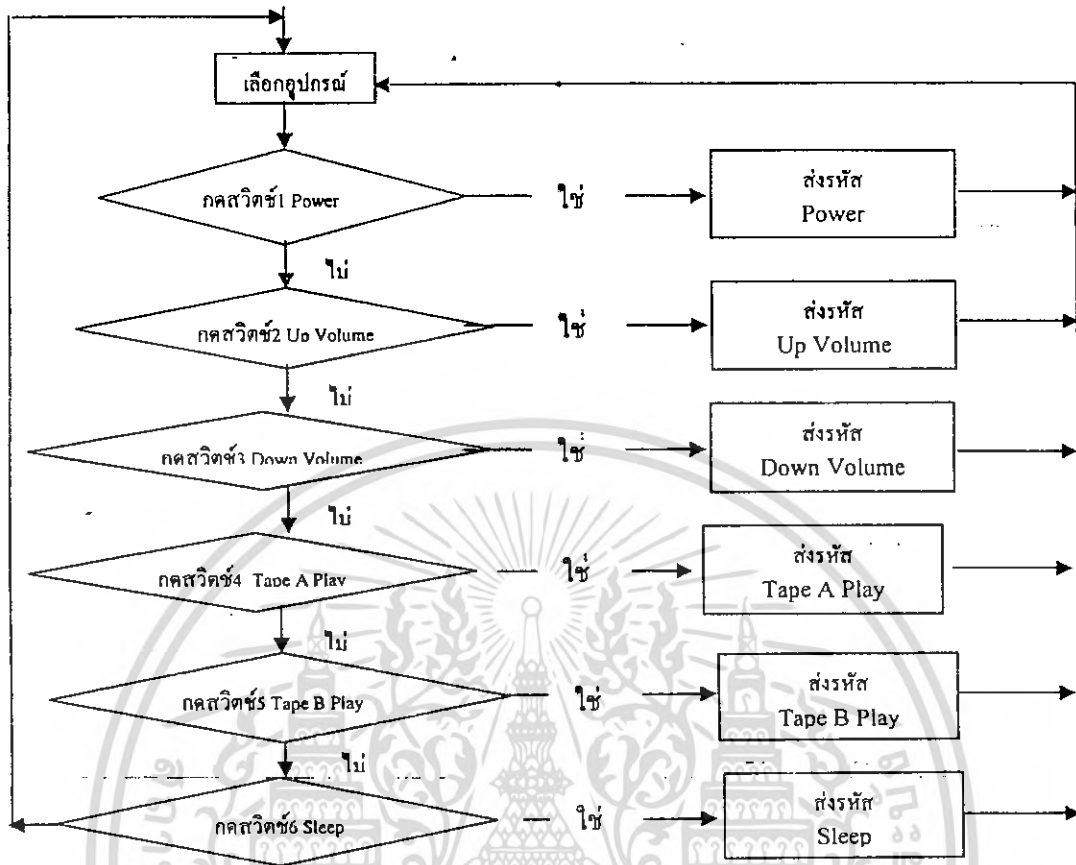 เลือกอุปกรณ์
กดสวิตช์1 Power
ใช่
ส่งรหัส
Power
ไม่
กดสวิตช์2 Up Volume
ใช่
ส่งรหัส
Up Volume
ไม่
กดสวิตช์3 Down Volume
ใช่
ส่งรหัส
Down Volume
ไม่
กดสวิตช์4 Tape A Play
ใช่
ส่งรหัส
Tape A Play
ไม่
กดสวิตช์5 Tape B Play
ใช่
ส่งรหัส
Tape B Play
ไม่
กดสวิตช์6 Sleep
ใช่
ส่งรหัส
Sleep